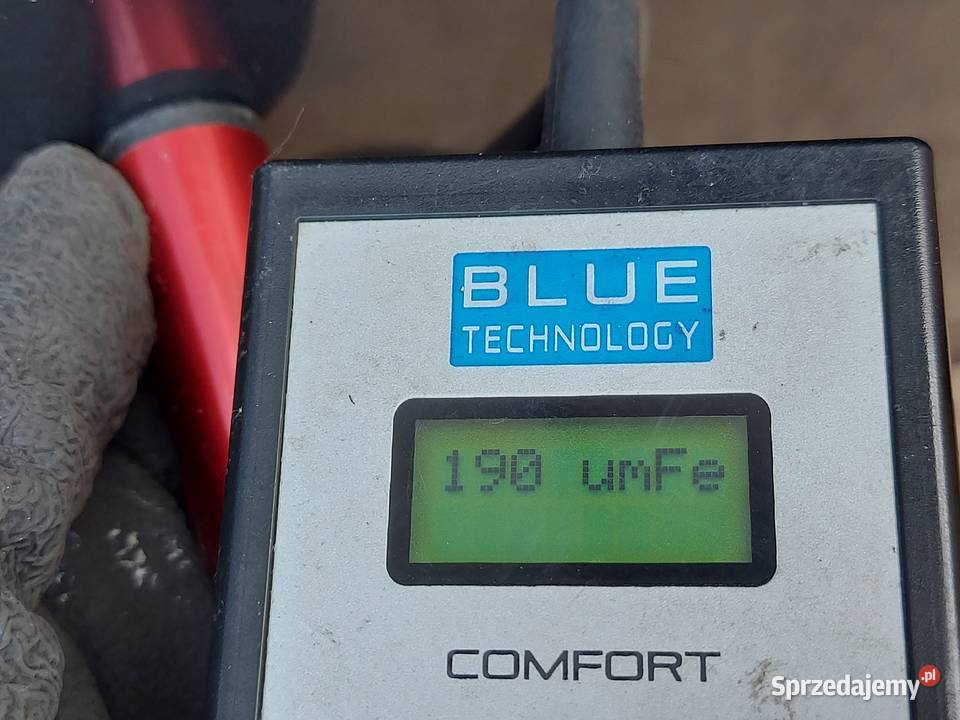 BLUE
TECHNOLOGY
190 umFe
COMFORT
Sprzedajemy.pl